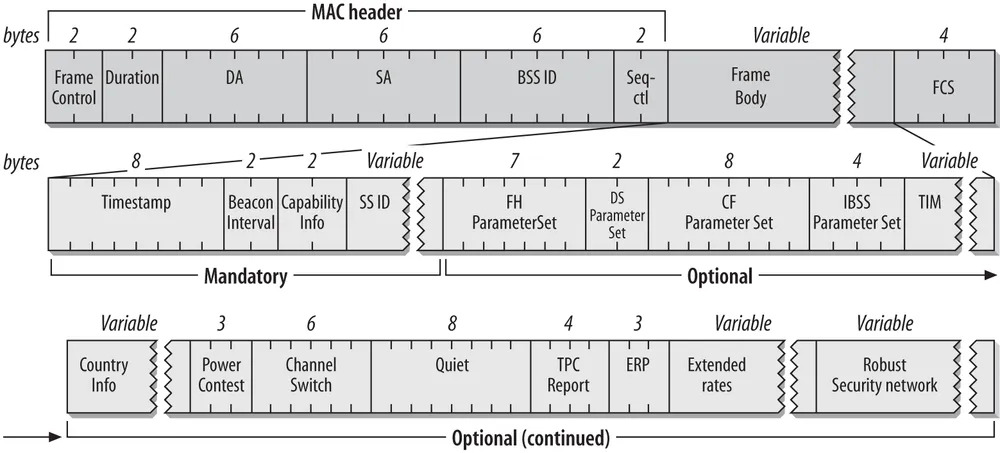 MAC header
bytes 2 2 6 6 6 2 Variable 4
Frame Control Duration DA SA BSS ID Seq-ctl Frame Body FCS
bytes 8 2 2 Variable 7 2 8 4 Variable
Timestamp Beacon Interval Capability Info SS ID FH ParameterSet DS Parameter Set CF Parameter Set IBSS Parameter Set TIM
Mandatory Optional
Variable 3 6 8 4 3 Variable Variable
Country Info Power Contest Channel Switch Quiet TPC Report ERP Extended rates Robust Security network
Optional (continued)